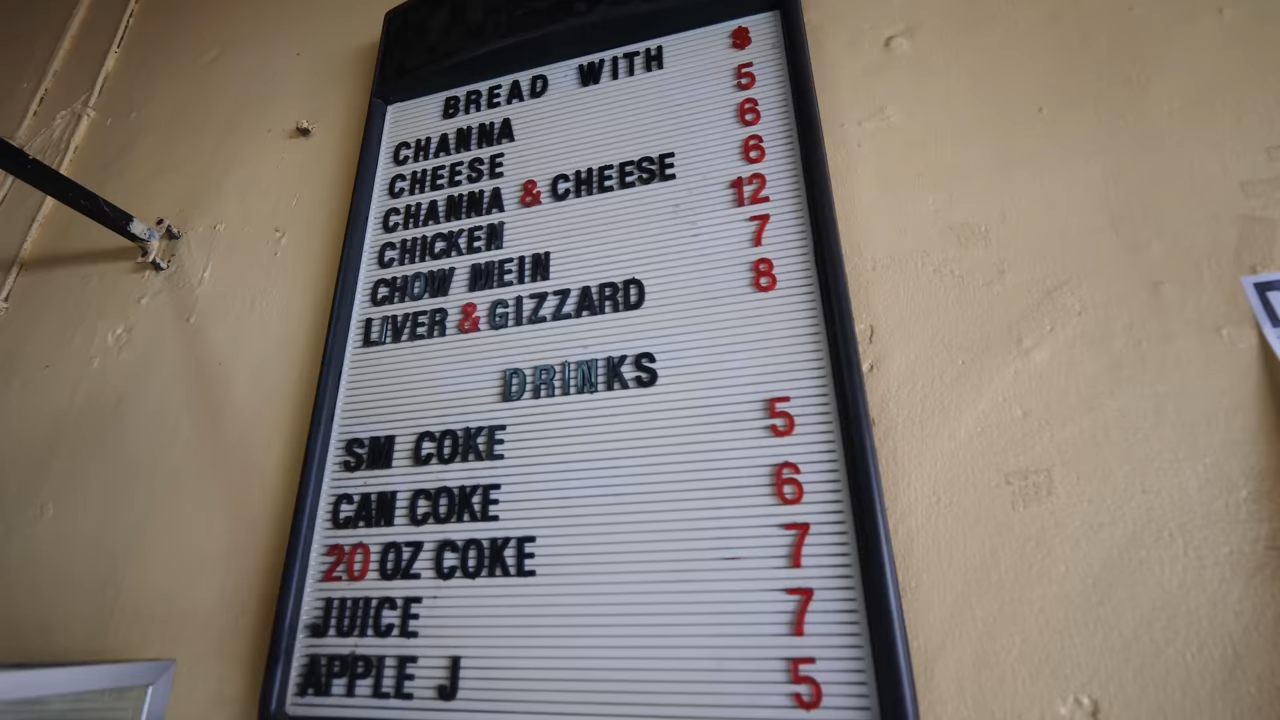 BREAD WITH $
CHANNA 5
CHEESE 6
CHANNA & CHEESE 6
CHICKEN 12
CHOW MEIN 7
LIVER & GIZZARD 8
DRINKS
SM COKE 5
CAN COKE 6
20 OZ COKE 7
JUICE 7
APPLE J 5